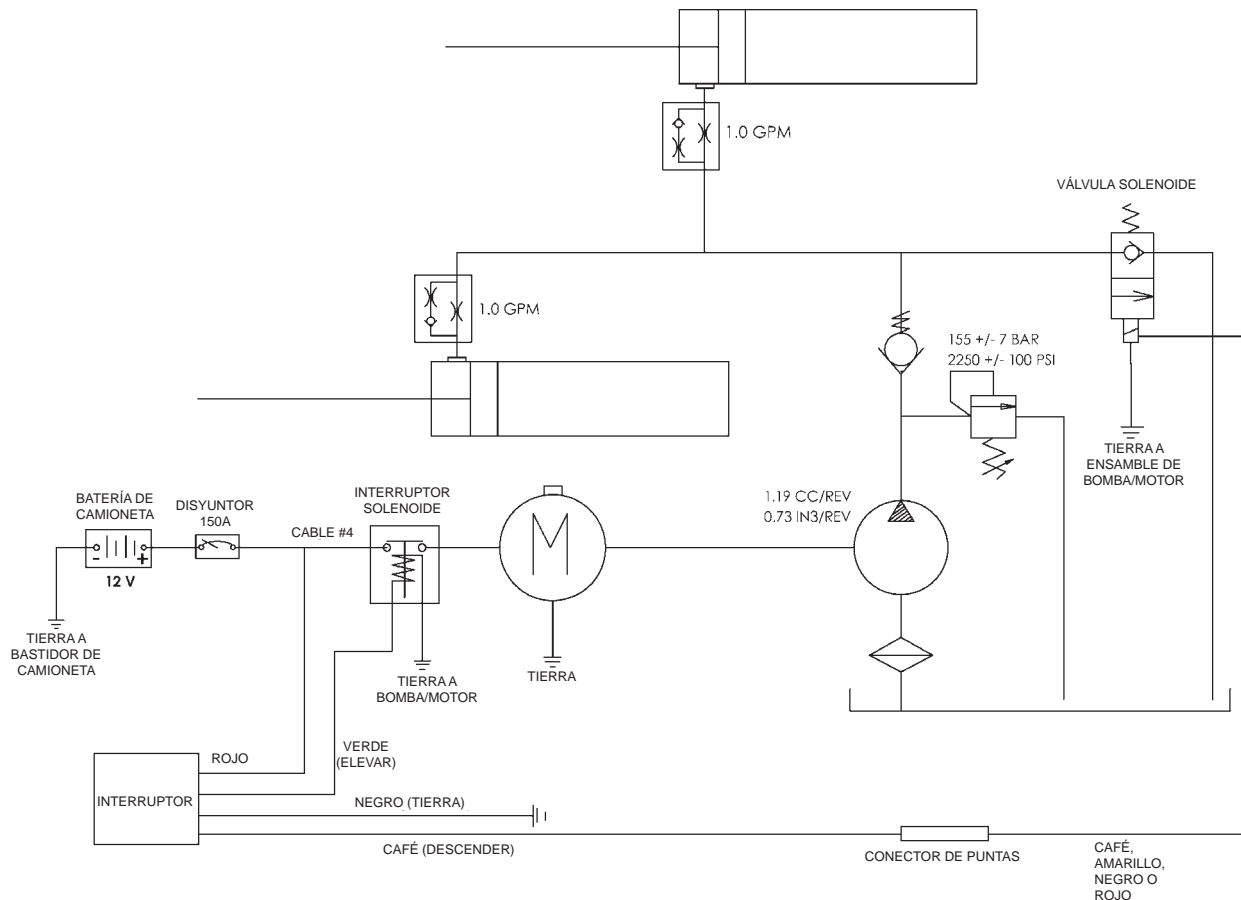 1.0 GPM
VÁLVULA SOLENOIDE
1.0 GPM
155 +/- 7 BAR
2250 +/- 100 PSI
TIERRA A
ENSAMBLE DE
BOMBA/MOTOR
BATERÍA DE
CAMIONETA
DISYUNTOR
150A
CABLE #4
INTERRUPTOR
SOLENOIDE
1.19 CC/REV
0.73 IN3/REV
- +
12 V
M
TIERRA A
BASTIDOR DE
CAMIONETA
TIERRA A
BOMBA/MOTOR
TIERRA
ROJO
VERDE
(ELEVAR)
INTERRUPTOR
NEGRO (TIERRA)
CAFÉ (DESCENDER)
CONECTOR DE PUNTAS
CAFÉ,
AMARILLO,
NEGRO O
ROJO